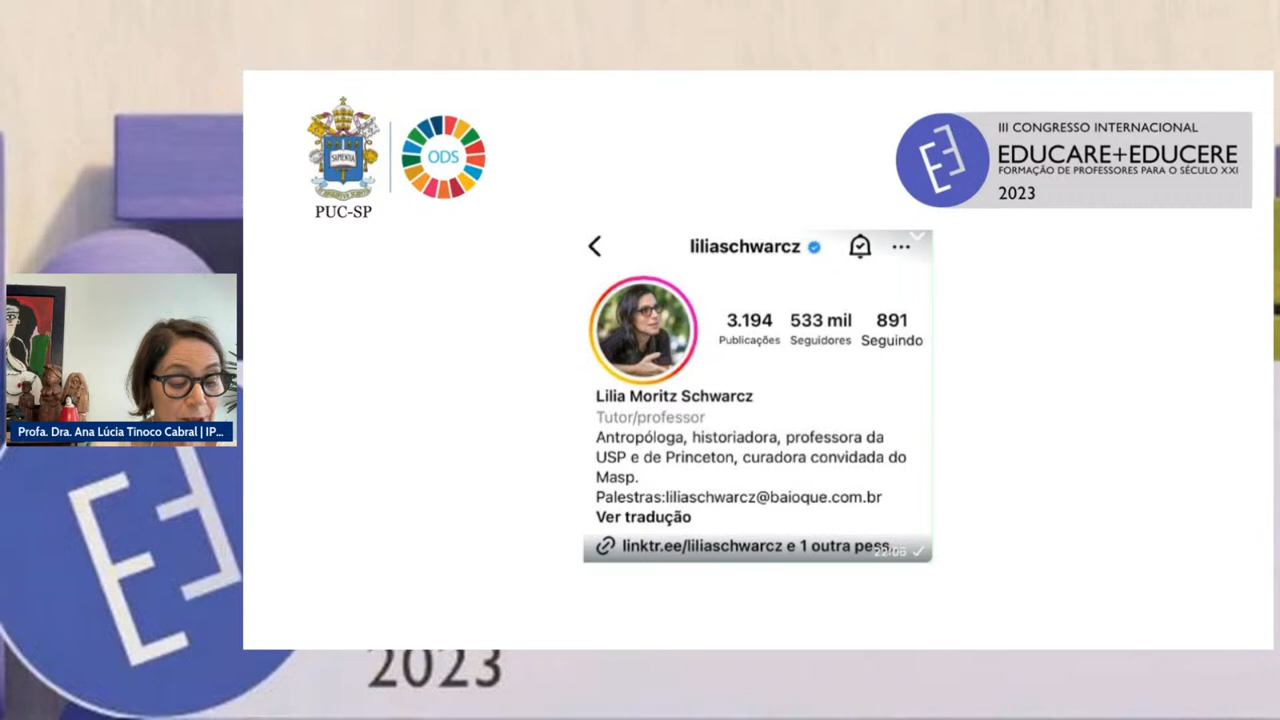 PUC-SP
SAPIENTIA
ODS
III CONGRESSO INTERNACIONAL
EDUCARE+EDUCERE
FORMAÇÃO DE PROFESSORES PARA O SÉCULO XXI
2023
liliaschwarcz
3.194 533 mil 891
Publicações Seguidores Seguindo
Lilia Moritz Schwarcz
Tutor/professor
Antropóloga, historiadora, professora da
USP e de Princeton, curadora convidada do
Masp.
Palestras:liliaschwarcz@baioque.com.br
Ver tradução
linktr.ee/liliaschwarcz e 1 outra pess...
22:06
Profa. Dra. Ana Lúcia Tinoco Cabral | IP...
2023